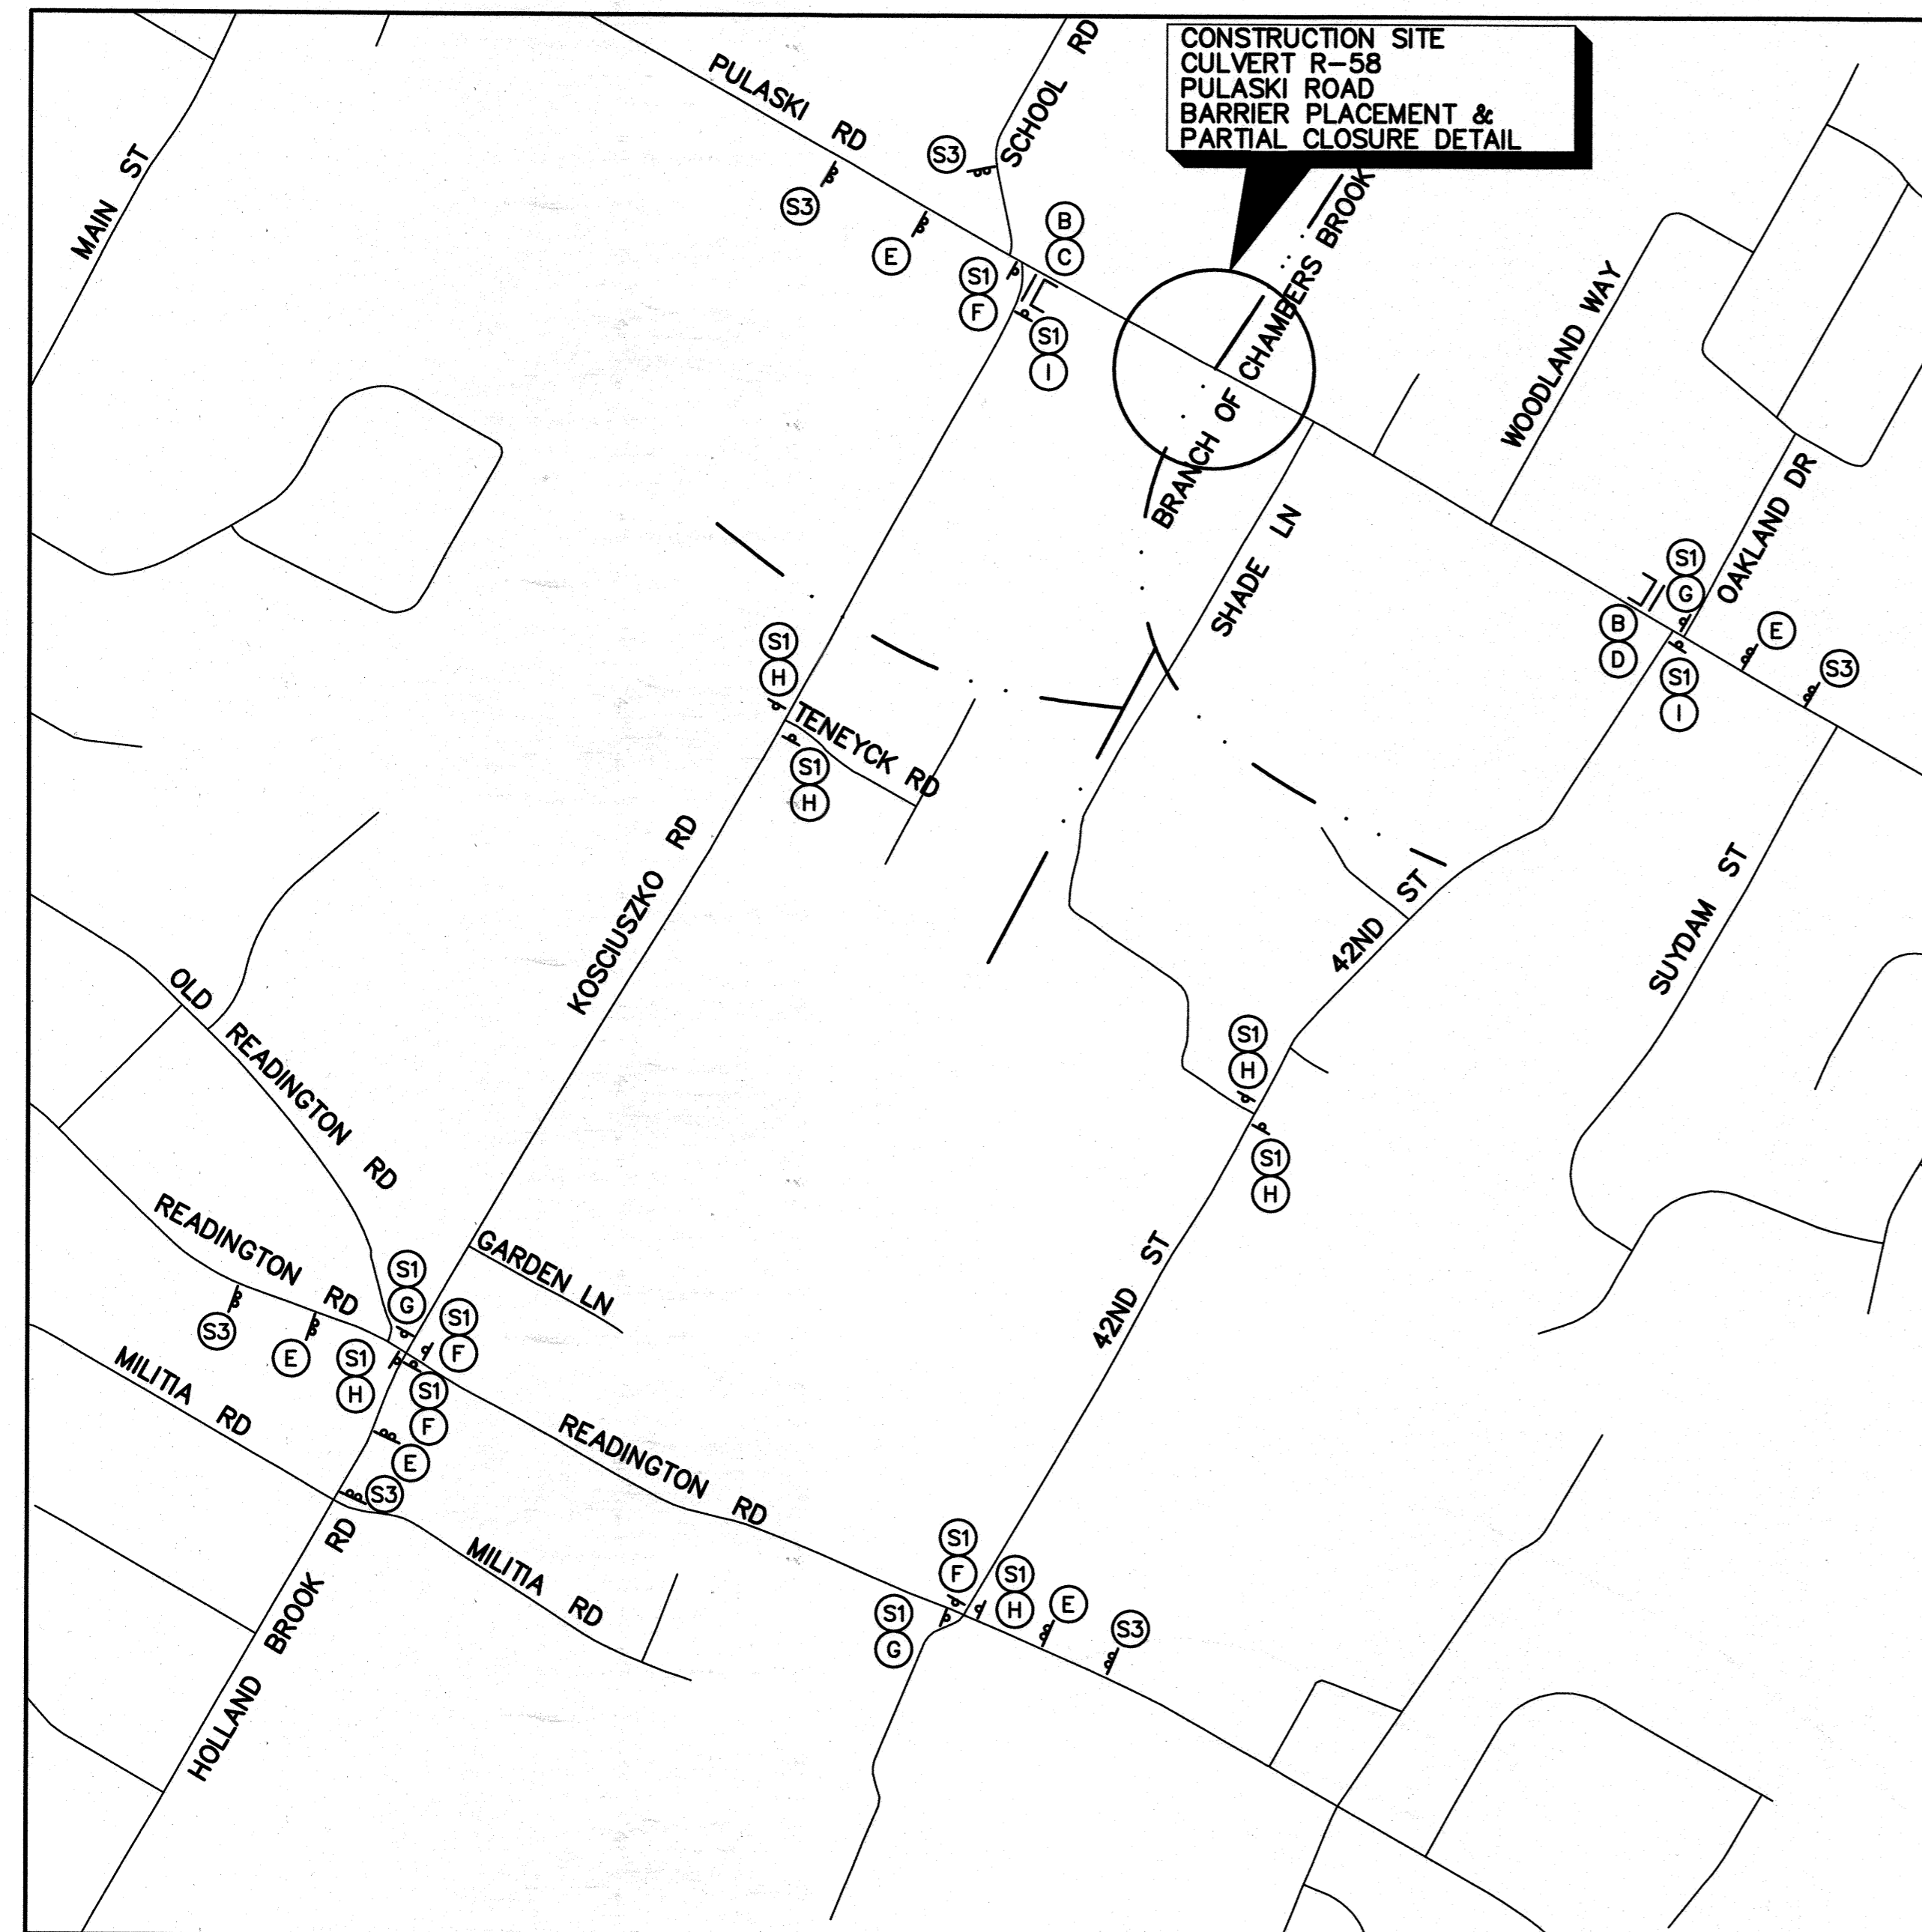 CONSTRUCTION SITE
CULVERT R-58
PULASKI ROAD
BARRIER PLACEMENT &
PARTIAL CLOSURE DETAIL
PULASKI RD
SCHOOL RD
MAIN ST
S3
S3
E
B
C
S1
F
S1
I
BRANCH OF CHAMBERS BROOK
WOODLAND WAY
OAKLAND DR
SHADE LN
S1
G
B
D
E
S3
S1
I
S1
H
TENEYCK RD
S1
H
KOSCIUSZKO RD
42ND ST
SUYDAM ST
OLD READINGTON RD
S1
H
S1
H
READINGTON RD
GARDEN LN
42ND ST
S1
G
S1
F
S3
E
S1
H
S1
F
MILITIA RD
E
S3
READINGTON RD
MILITIA RD
HOLLAND BROOK RD
S1
F
S1
H
E
S3
S1
G